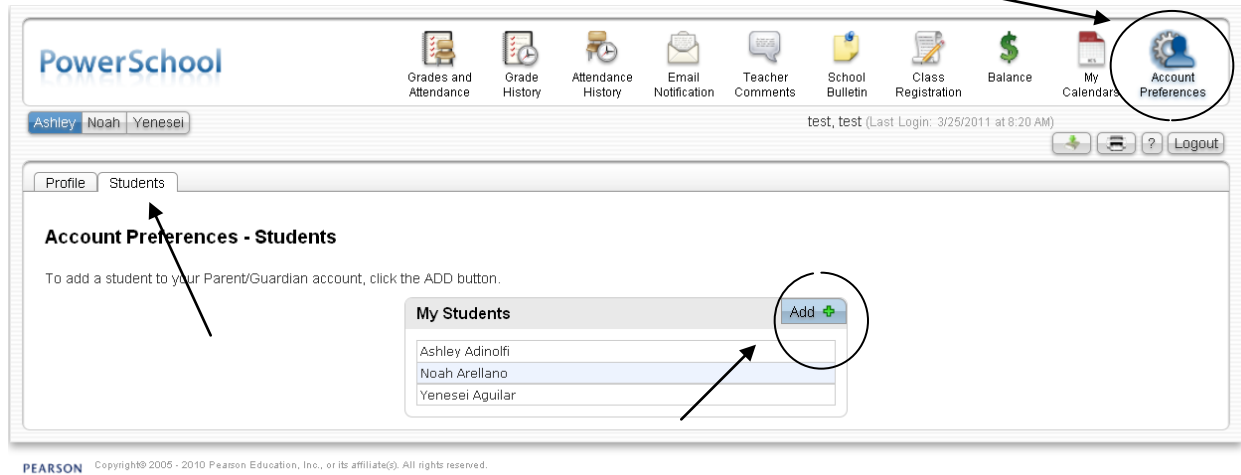 PowerSchool
Grades and Attendance
Grade History
Attendance History
Email Notification
Teacher Comments
School Bulletin
Class Registration
Balance
My Calendars
Account Preferences
Ashley Noah Yenesei
test, test (Last Login: 3/25/2011 at 8:20 AM)
? Logout
Profile Students
Account Preferences - Students
To add a student to your Parent/Guardian account, click the ADD button.
My Students Add
Ashley Adinolfi
Noah Arellano
Yenesei Aguilar
PEARSON Copyright© 2005 - 2010 Pearson Education, Inc., or its affiliate(s). All rights reserved.